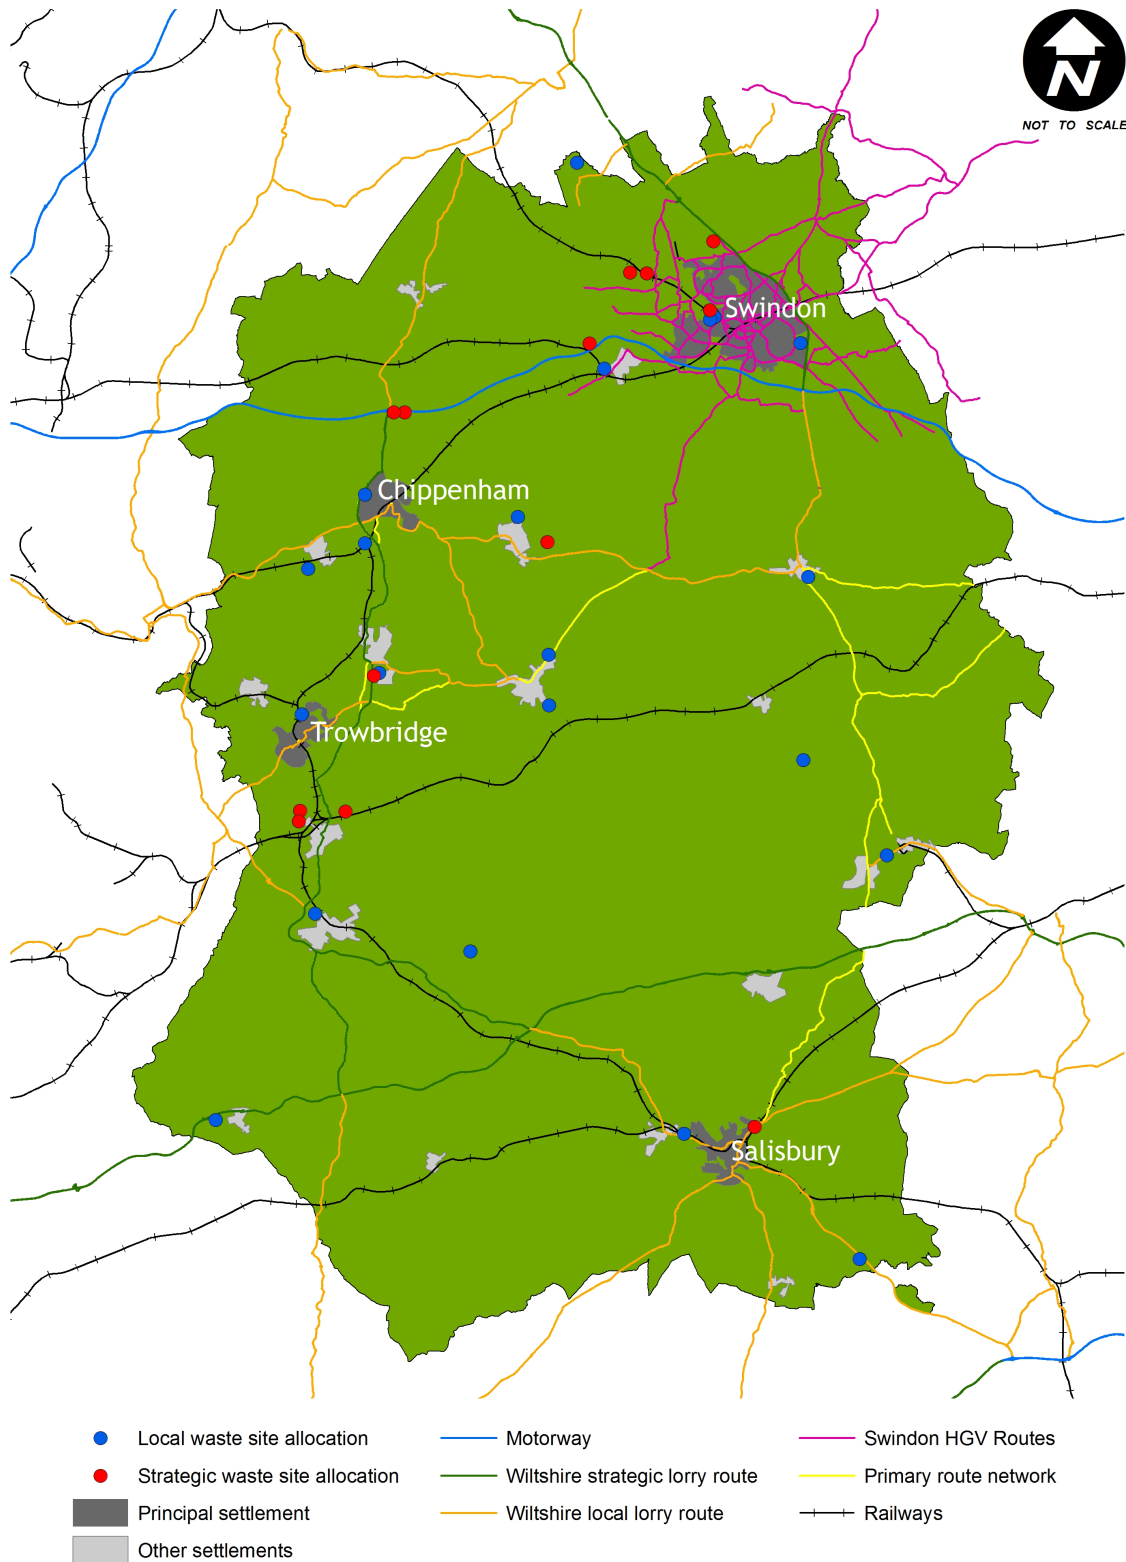 N
NOT TO SCALE
Swindon
Chippenham
Trowbridge
Salisbury
Local waste site allocation
Motorway
Swindon HGV Routes
Strategic waste site allocation
Wiltshire strategic lorry route
Primary route network
Principal settlement
Wiltshire local lorry route
Railways
Other settlements